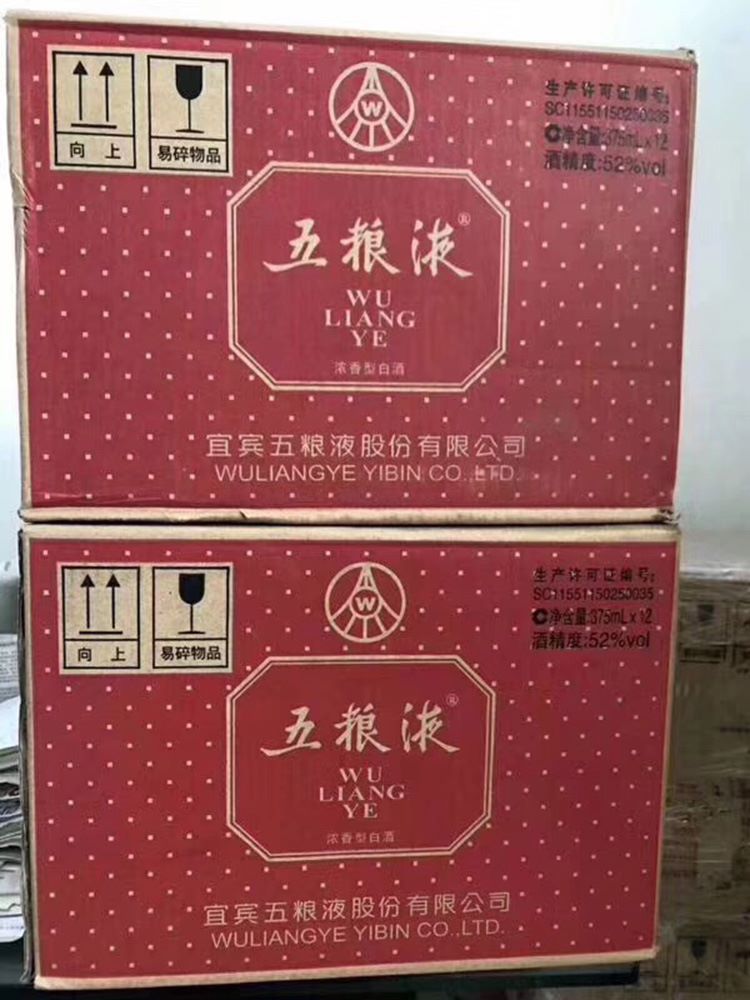 向 上
易碎物品
W
生产许可证编号:
SC11551150250035
净含量:375mL x 12
酒精度:52%vol
五粮液®
WU
LIANG
YE
浓香型白酒
宜宾五粮液股份有限公司
WULIANGYE YIBIN CO.,LTD.
向 上
易碎物品
W
生产许可证编号:
SC11551150250035
净含量:375mL x 12
酒精度:52%vol
五粮液®
WU
LIANG
YE
浓香型白酒
宜宾五粮液股份有限公司
WULIANGYE YIBIN CO.,LTD.